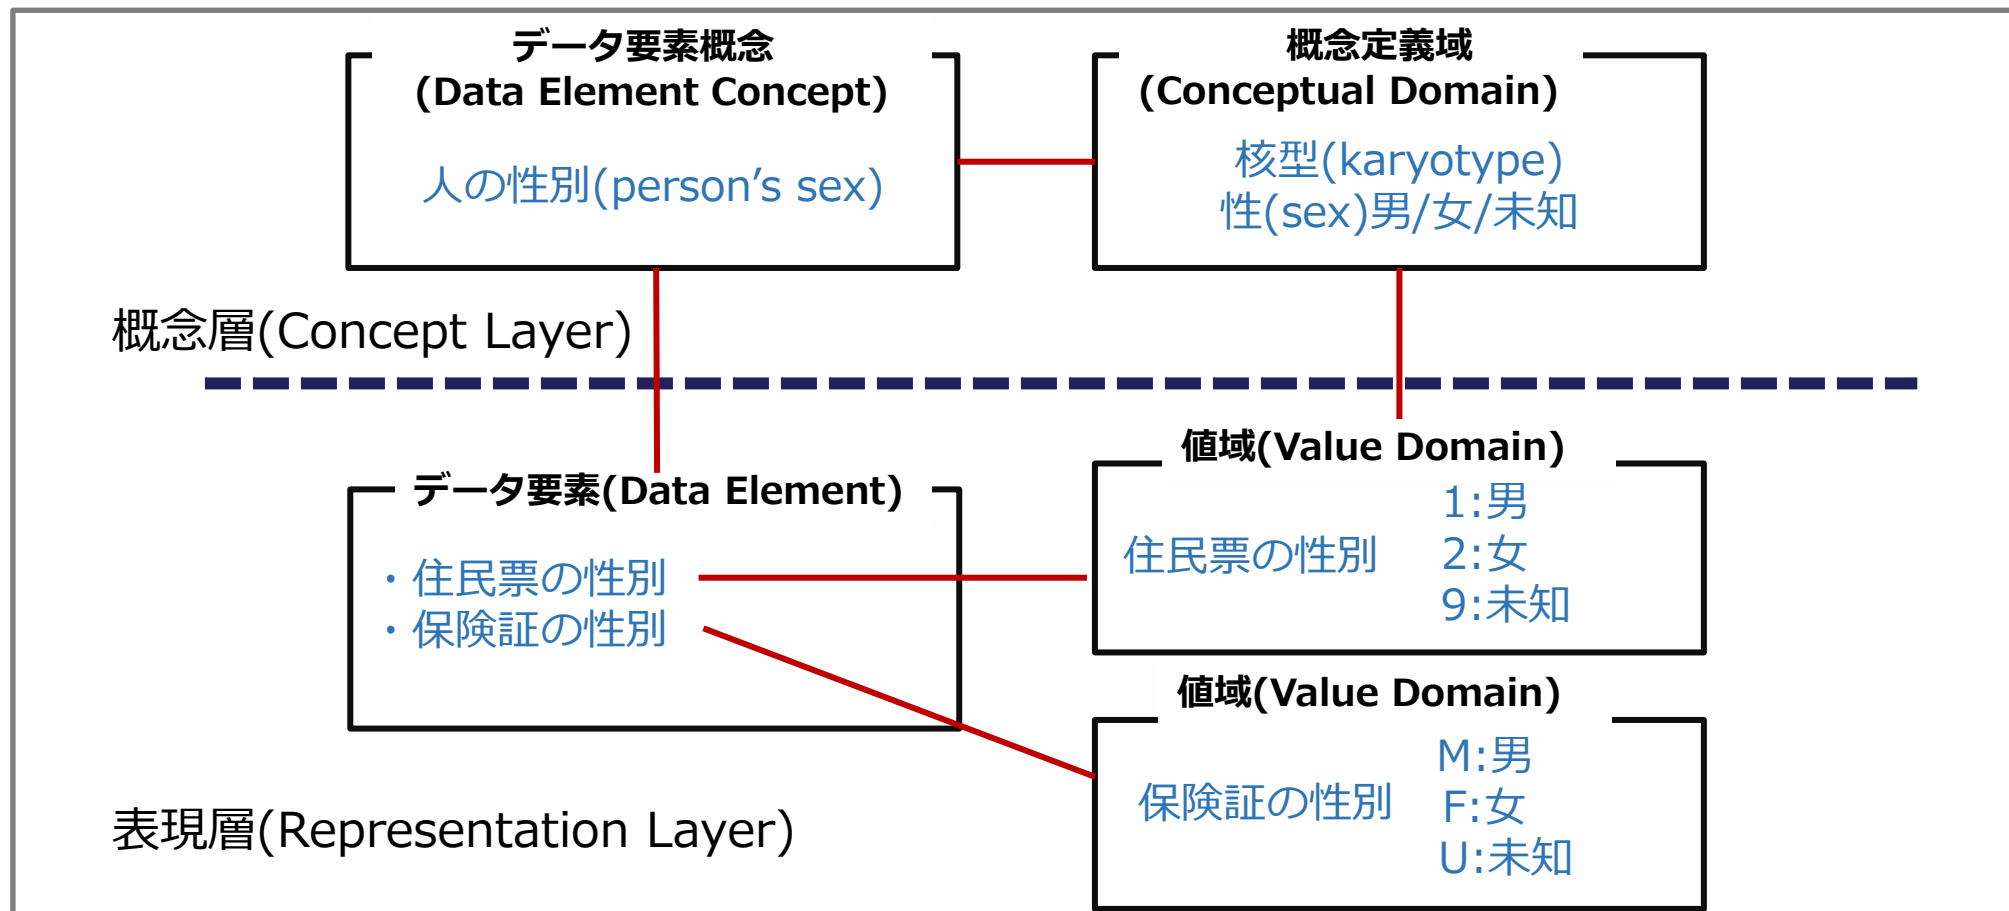 データ要素概念
(Data Element Concept)
人の性別(person’s sex)
概念定義域
(Conceptual Domain)
核型(karyotype)
性(sex)男/女/未知
概念層(Concept Layer)
データ要素(Data Element)
・住民票の性別
・保険証の性別
値域(Value Domain)
住民票の性別
1:男
2:女
9:未知
値域(Value Domain)
保険証の性別
M:男
F:女
U:未知
表現層(Representation Layer)